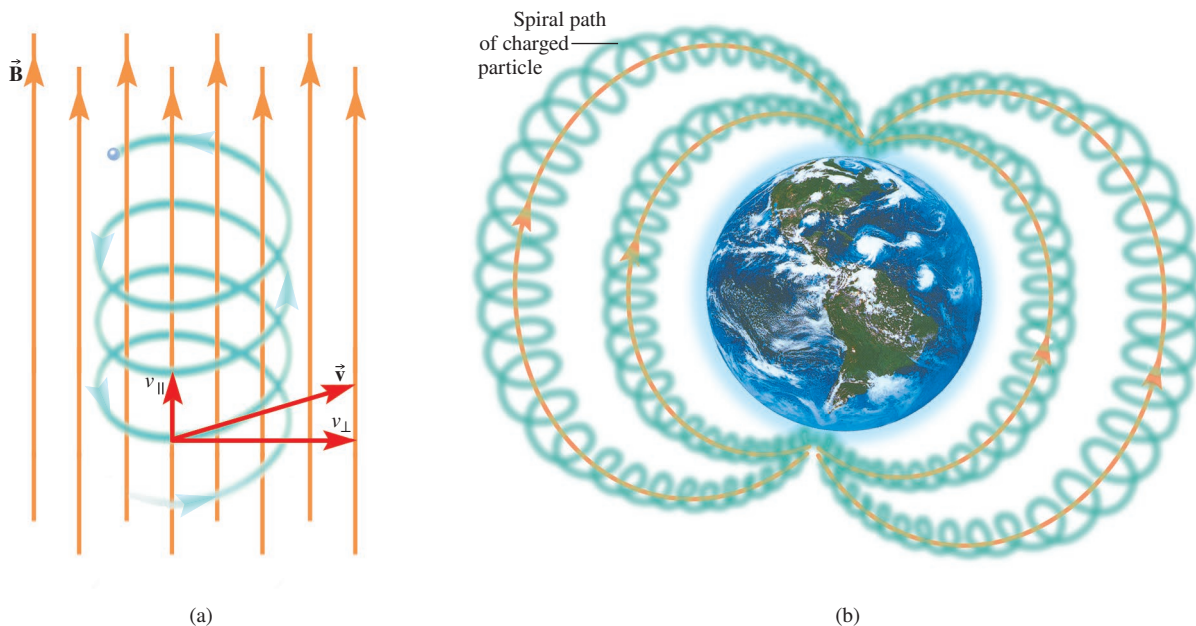 B⃗
v∥
v⃗
v⊥
(a)
Spiral path
of charged
particle
(b)